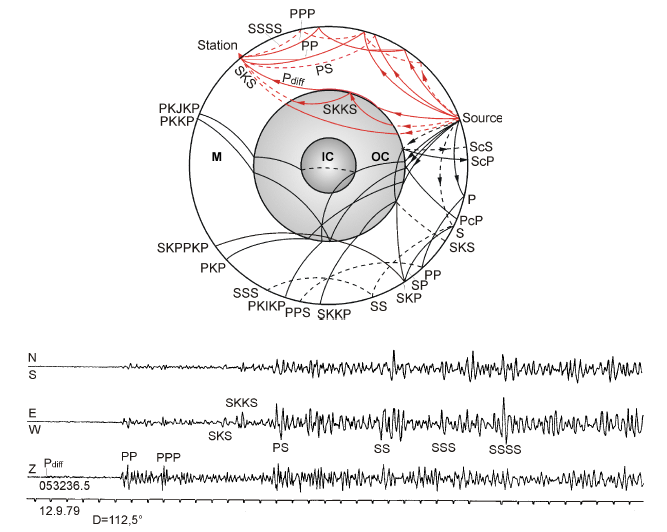 PPP
SSSS
Station
PP
PS
SKS
Pdiff
SKKS
PKJKP
PKKP
Source
M
IC
OC
ScS
ScP
P
PcP
S
SKS
SKPPKP
PKP
PP
SP
SKP
SSS
PKIKP
PPS
SKKP
SS
N
S
E
W
SKKS
SKS
PS
SS
SSS
SSSS
Z
Pdiff
PP
PPP
053236.5
12.9.79
D=112,5°